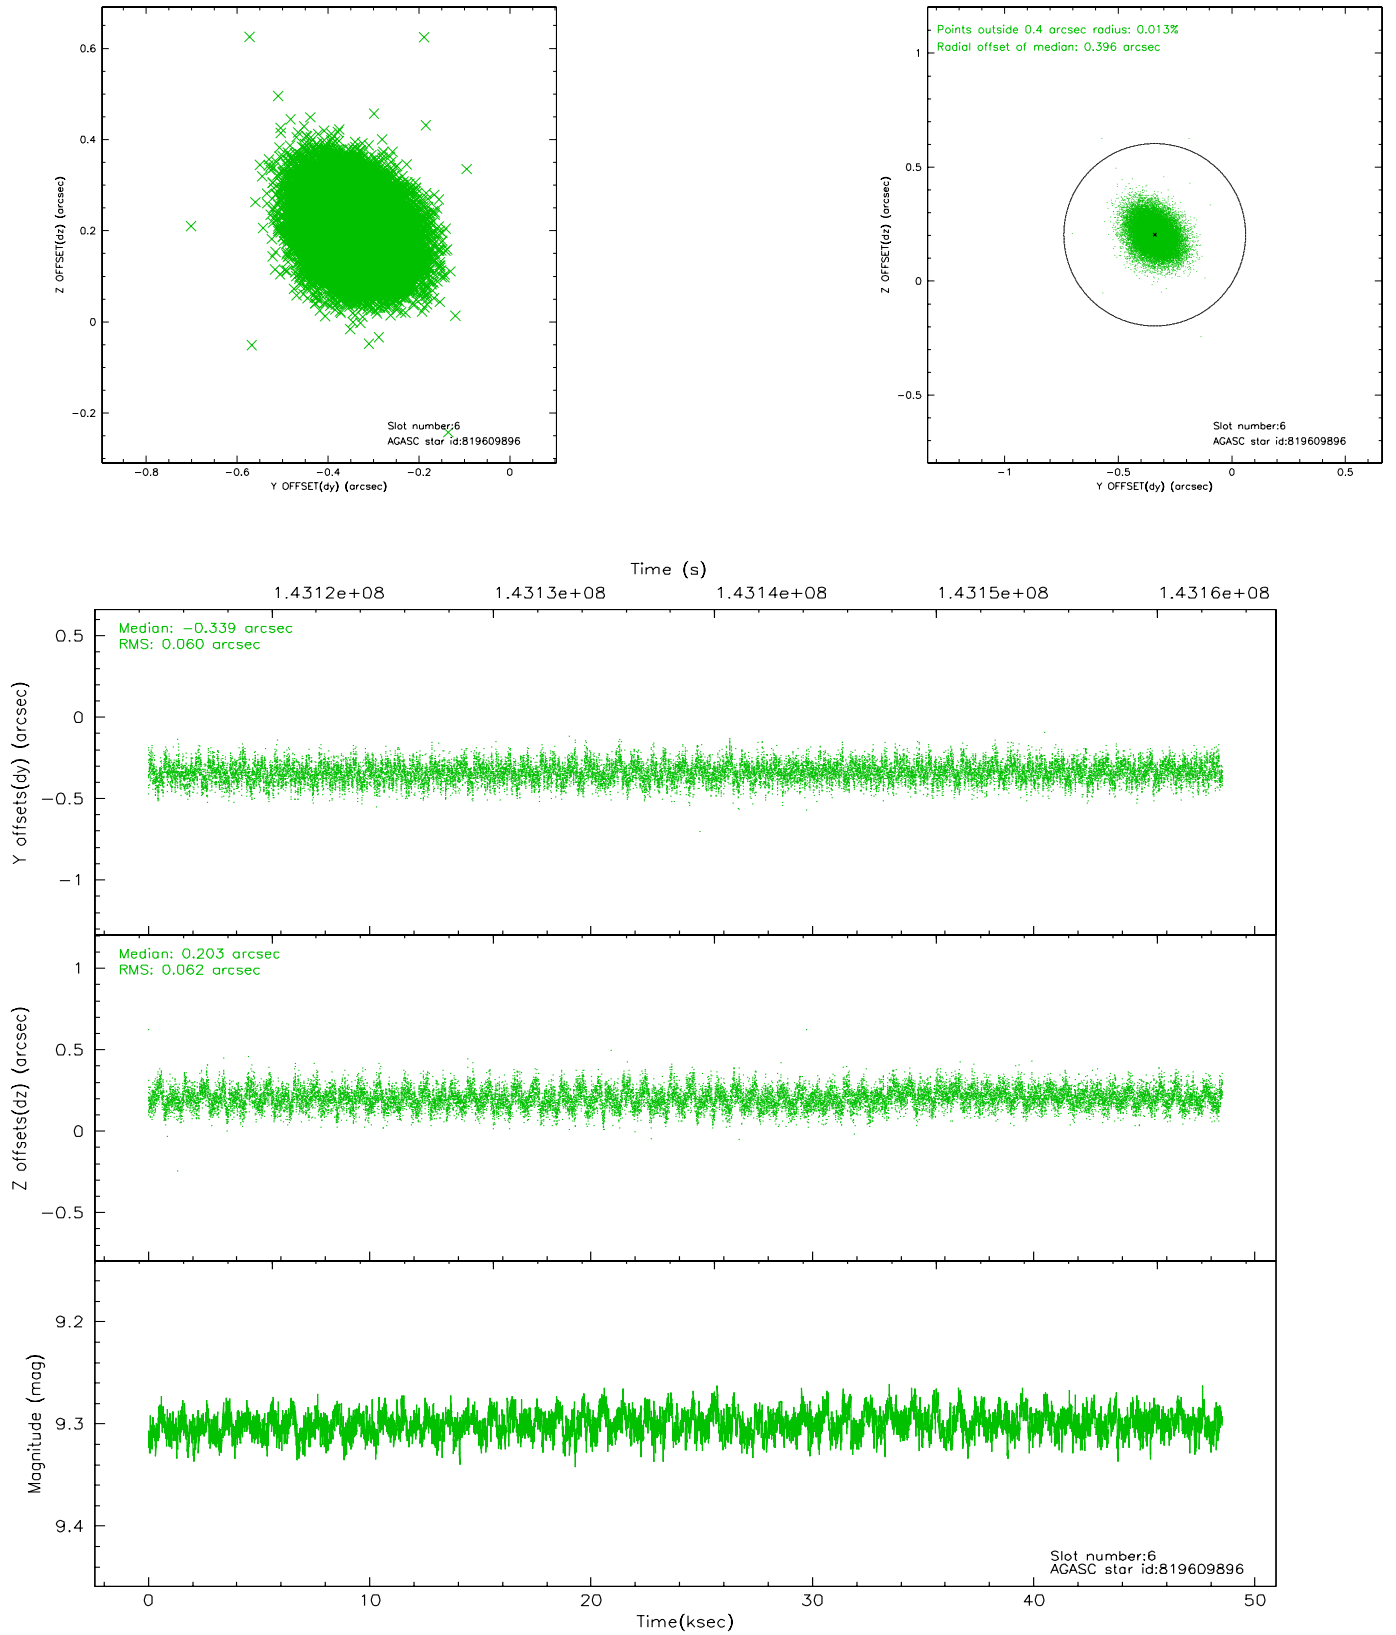 0.6
0.4
0.2
0
−0.2
Z OFFSET(dz) (arcsec)
Slot number:6
AGASC star id:819609896
−0.8
−0.6
−0.4
−0.2
0
Y OFFSET(dy) (arcsec)
Points outside 0.4 arcsec radius: 0.013%
Radial offset of median: 0.396 arcsec
1
0.5
0
−0.5
Z OFFSET(dz) (arcsec)
Slot number:6
AGASC star id:819609896
−1
−0.5
0
0.5
Y OFFSET(dy) (arcsec)
Time (s)
1.4312e+08
1.4313e+08
1.4314e+08
1.4315e+08
1.4316e+08
Median: −0.339 arcsec
RMS: 0.060 arcsec
0.5
0
−0.5
−1
Y offsets(dy) (arcsec)
Median: 0.203 arcsec
RMS: 0.062 arcsec
1
0.5
0
−0.5
Z offsets(dz) (arcsec)
9.2
9.3
9.4
Magnitude (mag)
Slot number:6
AGASC star id:819609896
0
10
20
30
40
50
Time(ksec)